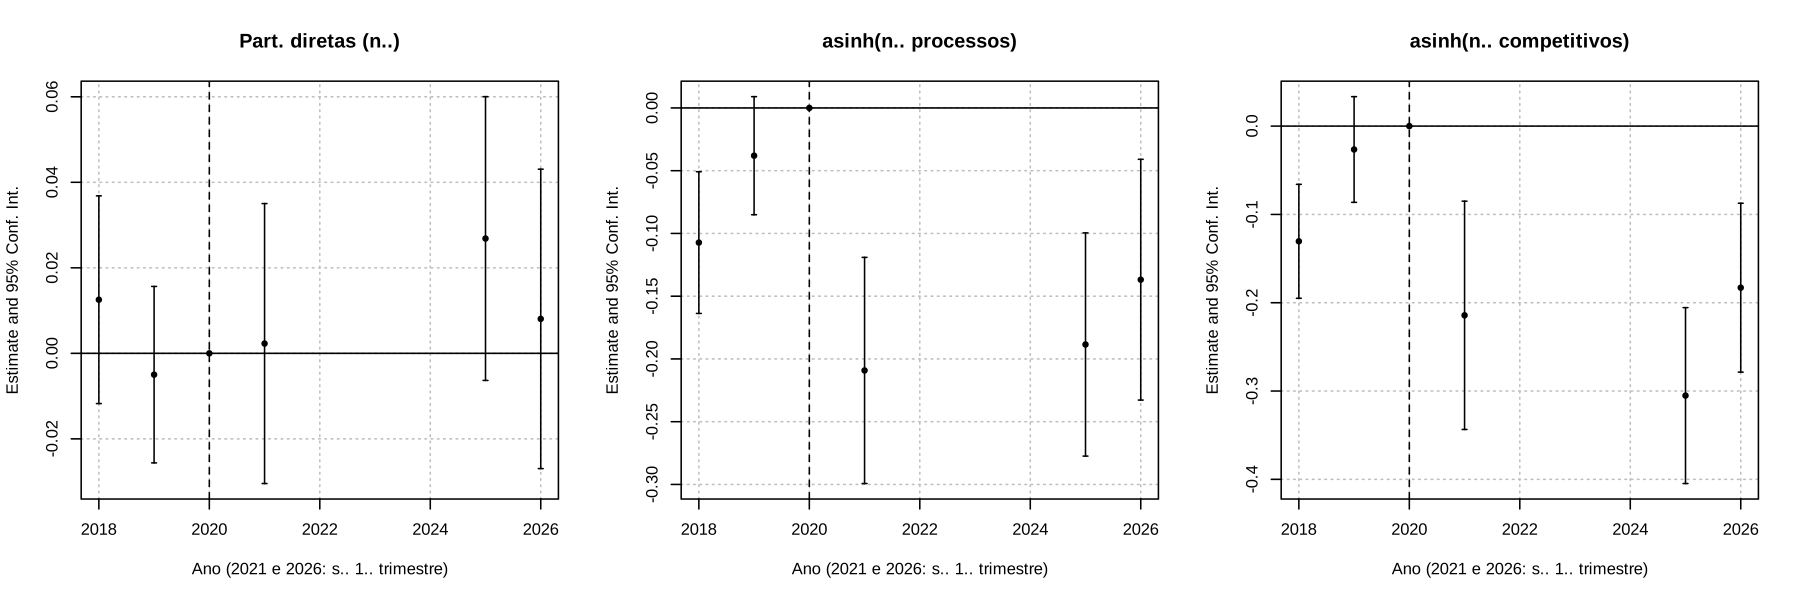 Part. diretas (n..)
Estimate and 95% Conf. Int.
0.06
0.04
0.02
0.00
-0.02
2018 2020 2022 2024 2026
Ano (2021 e 2026: s.. 1.. trimestre)
asinh(n.. processos)
Estimate and 95% Conf. Int.
0.00
-0.05
-0.10
-0.15
-0.20
-0.25
-0.30
2018 2020 2022 2024 2026
Ano (2021 e 2026: s.. 1.. trimestre)
asinh(n.. competitivos)
Estimate and 95% Conf. Int.
0.0
-0.1
-0.2
-0.3
-0.4
2018 2020 2022 2024 2026
Ano (2021 e 2026: s.. 1.. trimestre)